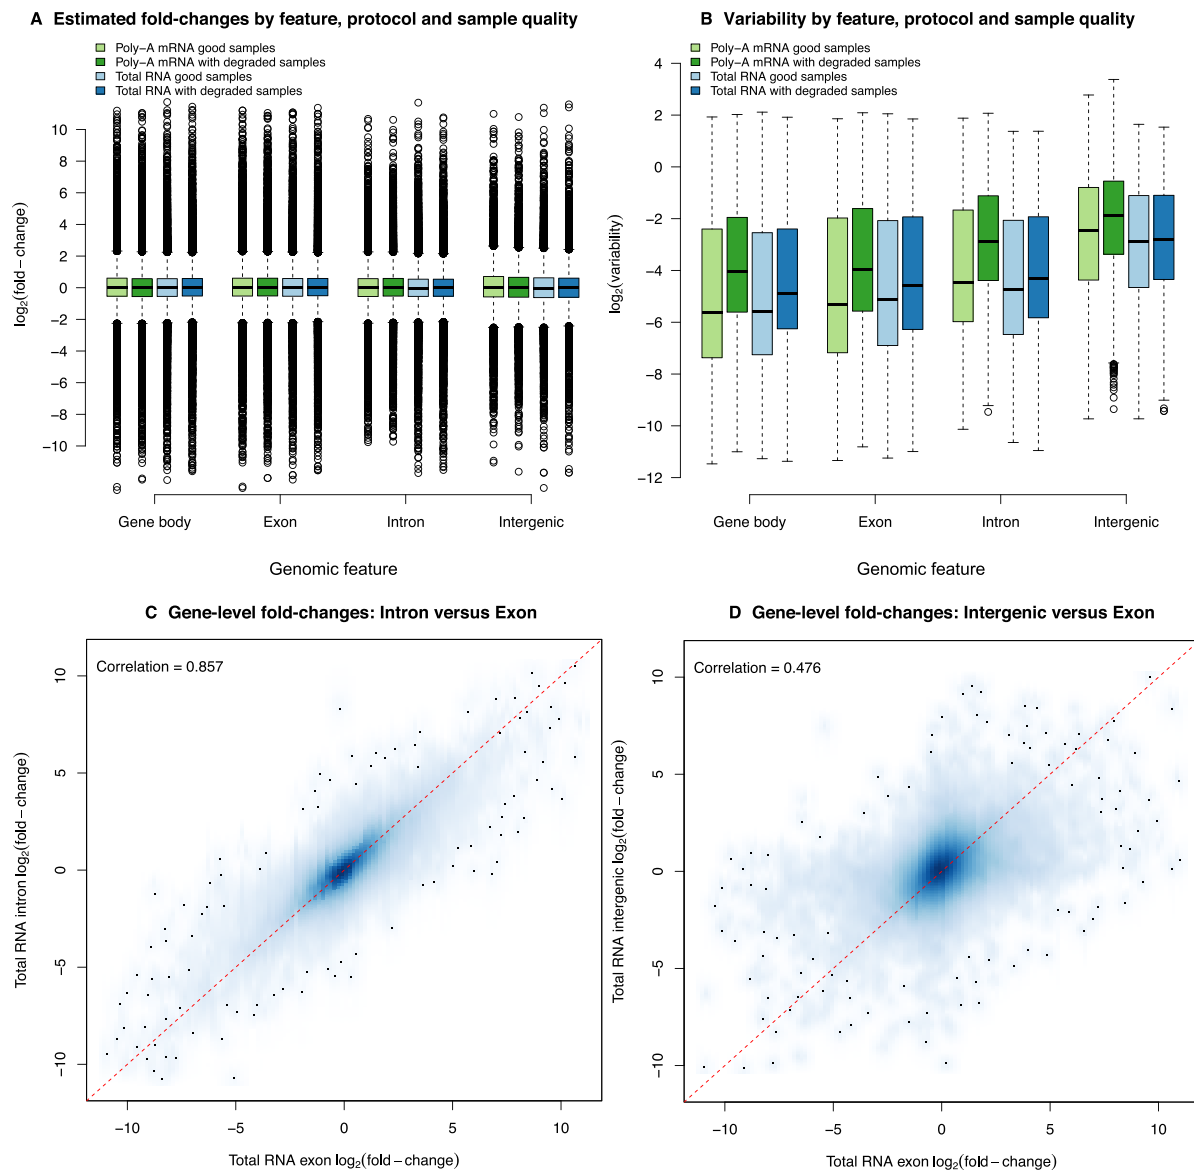 A Estimated fold-changes by feature, protocol and sample quality
Poly−A mRNA good samples
Poly−A mRNA with degraded samples
Total RNA good samples
Total RNA with degraded samples
log2(fold−change)
10
8
6
4
2
0
−2
−4
−6
−8
−10
Gene body
Exon
Intron
Intergenic
Genomic feature
B Variability by feature, protocol and sample quality
Poly−A mRNA good samples
Poly−A mRNA with degraded samples
Total RNA good samples
Total RNA with degraded samples
log2(variability)
4
2
0
−2
−4
−6
−8
−10
−12
Gene body
Exon
Intron
Intergenic
Genomic feature
C Gene-level fold-changes: Intron versus Exon
Correlation = 0.857
Total RNA intron log2(fold−change)
10
5
0
−5
−10
−10
−5
0
5
10
Total RNA exon log2(fold−change)
D Gene-level fold-changes: Intergenic versus Exon
Correlation = 0.476
Total RNA intergenic log2(fold−change)
10
5
0
−5
−10
−10
−5
0
5
10
Total RNA exon log2(fold−change)